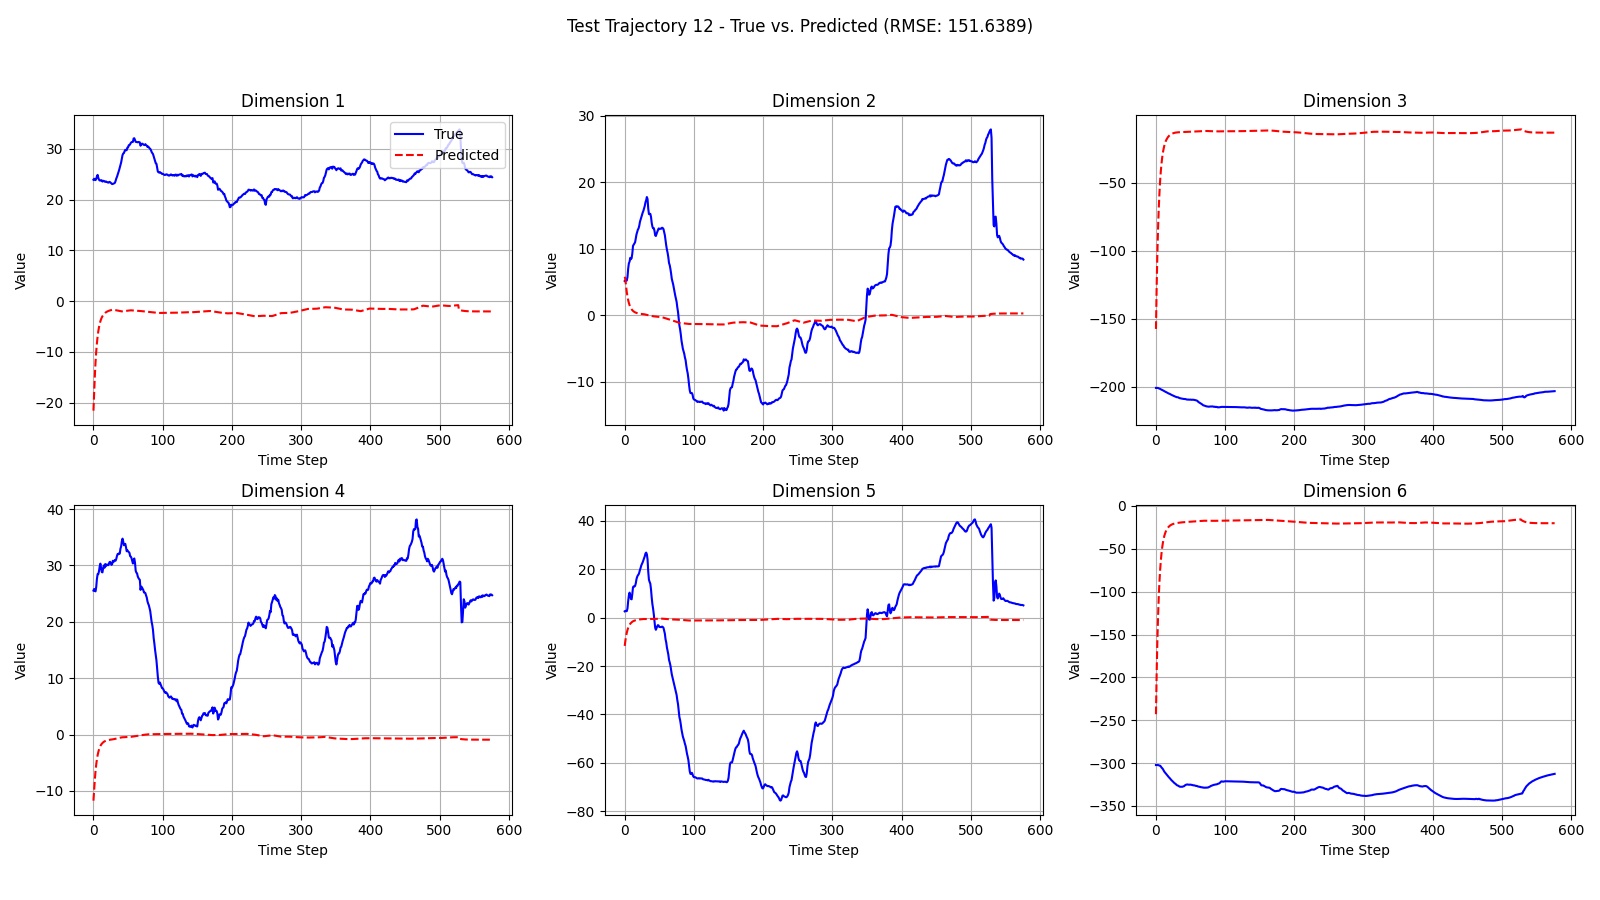 Test Trajectory 12 - True vs. Predicted (RMSE: 151.6389)
Dimension 1
Value
30
20
10
0
−10
−20
0 100 200 300 400 500 600
Time Step
True
Predicted
Dimension 2
Value
30
20
10
0
−10
0 100 200 300 400 500 600
Time Step
Dimension 3
Value
−50
−100
−150
−200
0 100 200 300 400 500 600
Time Step
Dimension 4
Value
40
30
20
10
0
−10
0 100 200 300 400 500 600
Time Step
Dimension 5
Value
40
20
0
−20
−40
−60
−80
0 100 200 300 400 500 600
Time Step
Dimension 6
Value
0
−50
−100
−150
−200
−250
−300
−350
0 100 200 300 400 500 600
Time Step